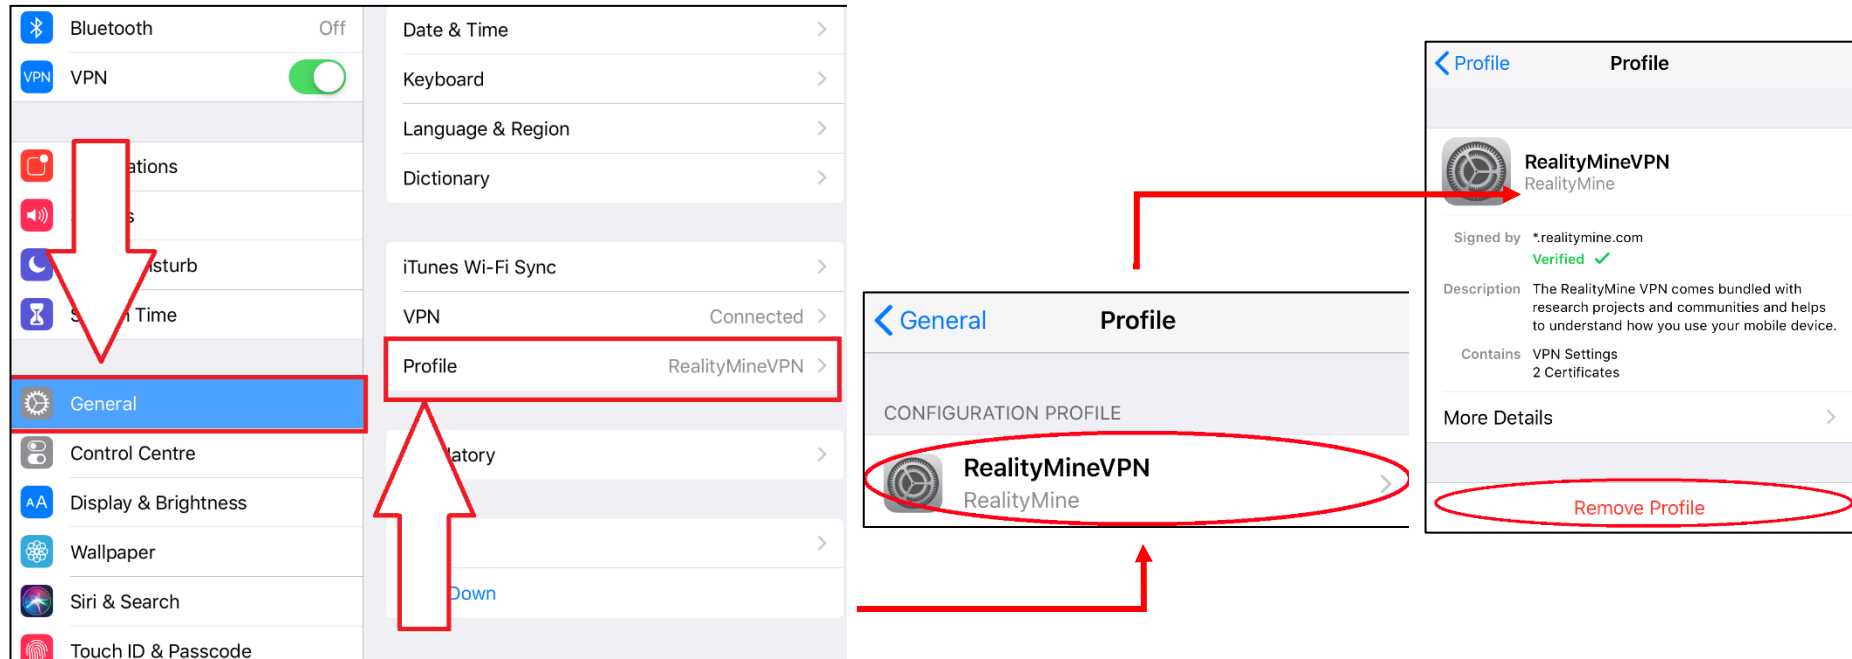 Bluetooth
Off
VPN
VPN
ations
s
isturb
Time
General
Control Centre
AA
Display & Brightness
Wallpaper
Siri & Search
Touch ID & Passcode
Date & Time
Keyboard
Language & Region
Dictionary
iTunes Wi-Fi Sync
VPN
Connected
Profile
RealityMineVPN
latory
Down
General
Profile
CONFIGURATION PROFILE
RealityMineVPN
RealityMine
Profile
Profile
RealityMineVPN
RealityMine
Signed by *.realitymine.com
Verified ✓
Description The RealityMine VPN comes bundled with
research projects and communities and helps
to understand how you use your mobile device.
Contains VPN Settings
2 Certificates
More Details
Remove Profile